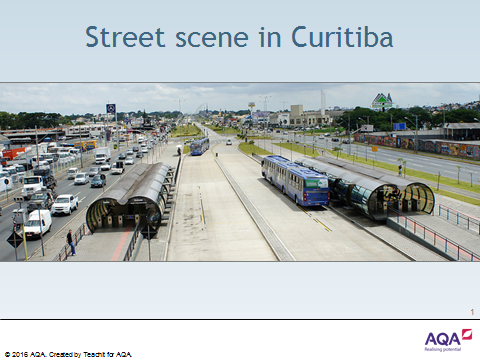 Street scene in Curitiba
1
© 2016 AQA. Created by Teachit for AQA.
AQA
Realising potential